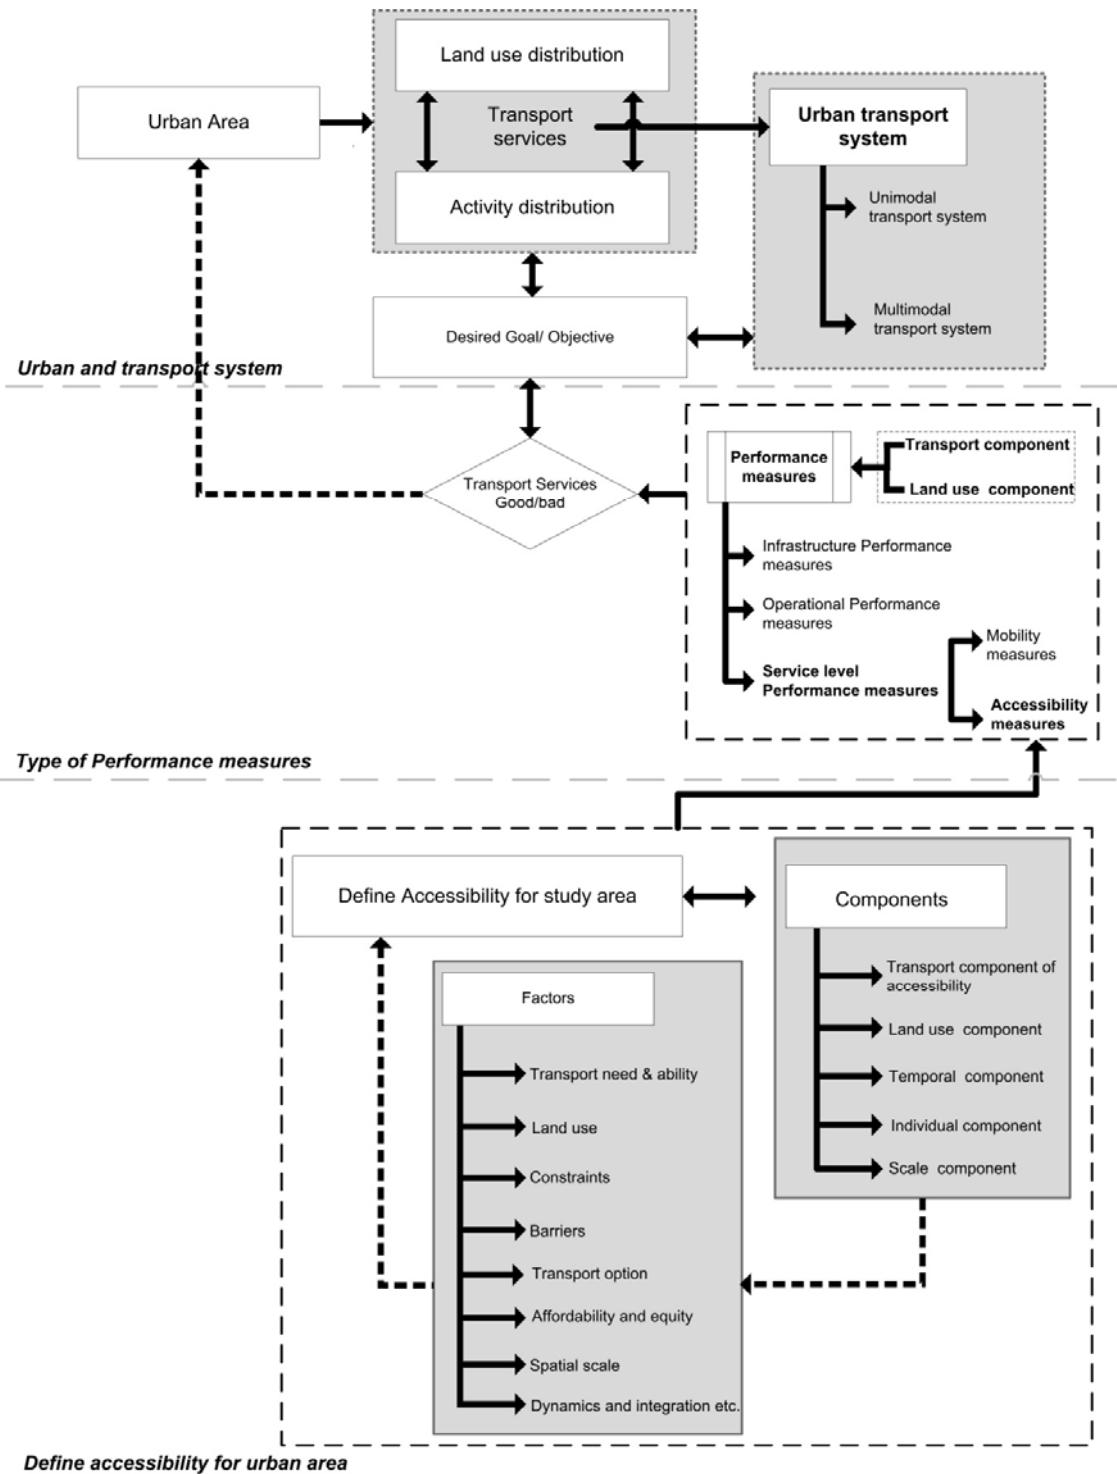 Land use distribution
Urban Area
Transport
services
Urban transport
system
Activity distribution
Unimodal
transport system
Multimodal
transport system
Desired Goal/ Objective
Urban and transport system
Performance
measures
Transport component
Land use  component
Transport Services
Good/bad
Infrastructure Performance
measures
Operational Performance
measures
Mobility
measures
Service level
Performance measures
Accessibility
measures
Type of Performance measures
Define Accessibility for study area
Components
Transport component of
accessibility
Land use  component
Temporal  component
Individual component
Scale  component
Factors
Transport need & ability
Land use
Constraints
Barriers
Transport option
Affordability and equity
Spatial scale
Dynamics and integration etc.
Define accessibility for urban area